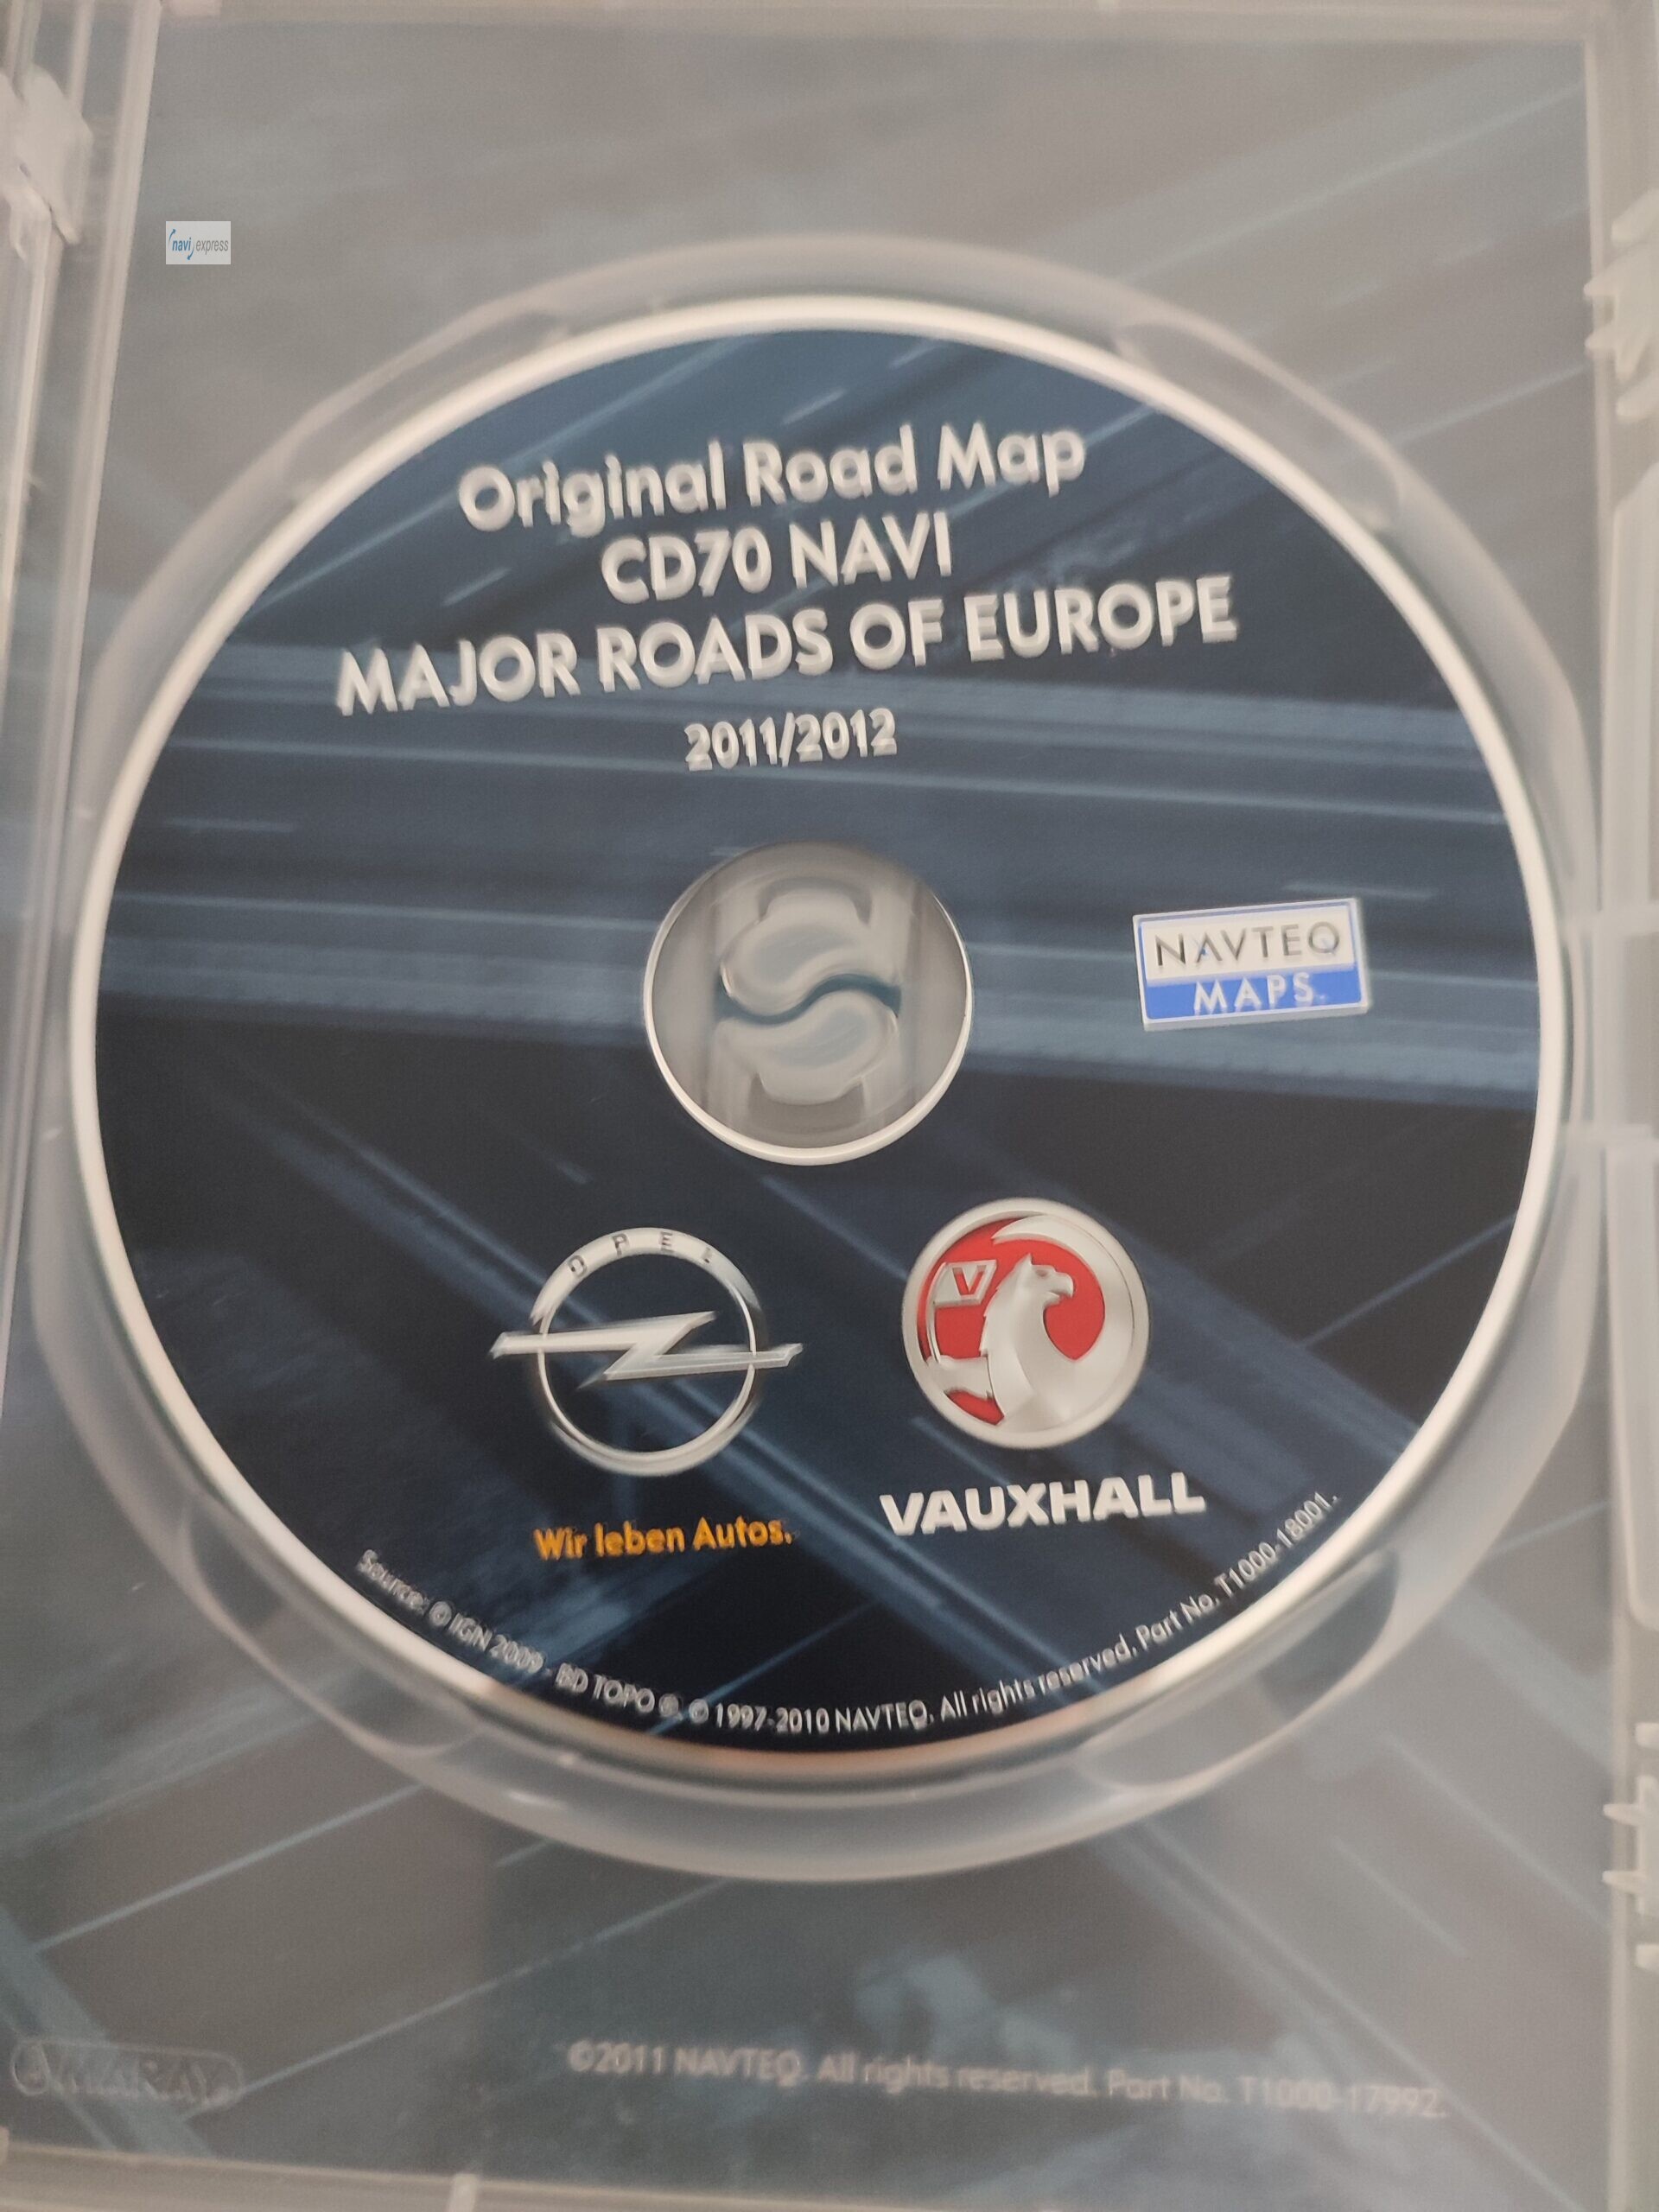 navi express
Original Road Map
CD70 NAVI
MAJOR ROADS OF EUROPE
2011/2012
NAVTEQ
MAPS
OPEL
V
Wir leben Autos.
VAUXHALL
Source: © IGN 2009 - BD TOPO ®. © 1997-2010 NAVTEQ. All rights reserved. Part No. T1000-18001.
©2011 NAVTEQ. All rights reserved. Part No. T1000-17992.
AMARAY